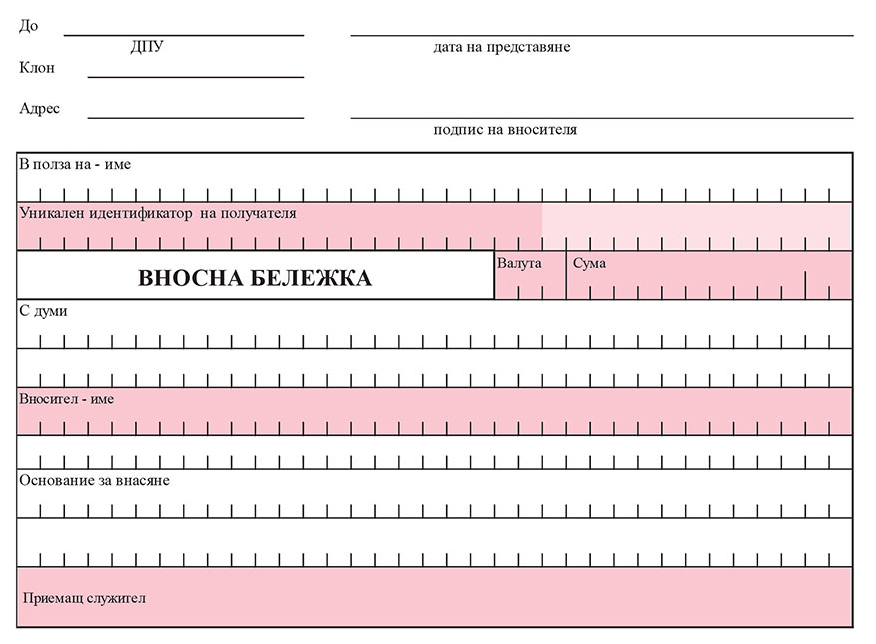 До
ДПУ
дата на представяне
Клон
Адрес
подпис на вносителя
В полза на - име
Уникален идентификатор на получателя
ВНОСНА БЕЛЕЖКА
Валута
Сума
С думи
Вносител - име
Основание за внасяне
Приемащ служител